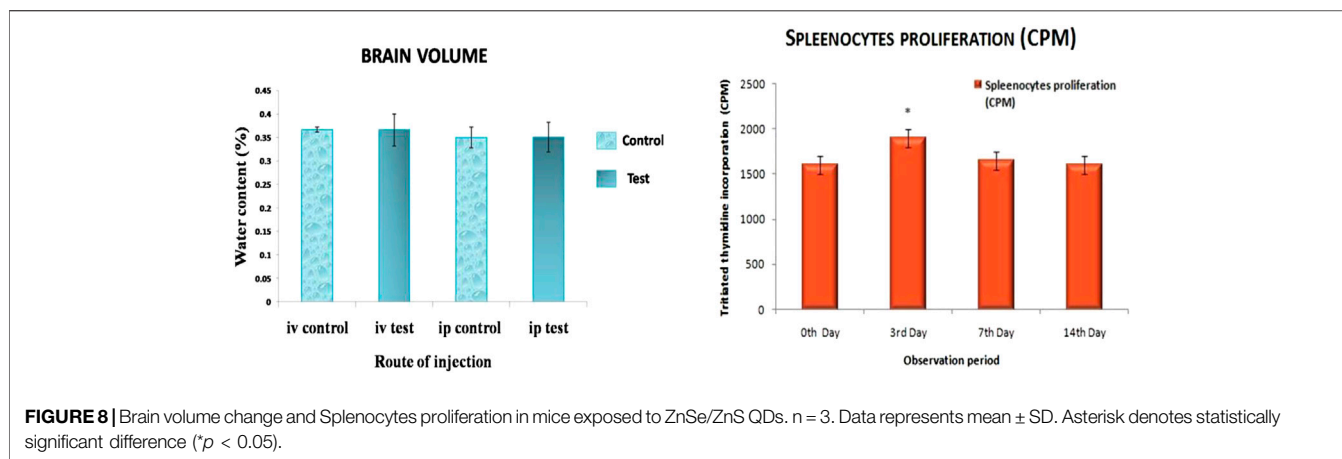 BRAIN VOLUME
Water content (%)
0.45
0.4
0.35
0.3
0.25
0.2
0.15
0.1
0.05
0
iv control iv test ip control ip test
Route of injection
Control
Test
SPLEENOCYTES PROLIFERATION (CPM)
Tritiated thymidine incorporation (CPM)
2500
2000
1500
1000
500
0
*
Spleenocytes proliferation
(CPM)
0th Day 3rd Day 7th Day 14th Day
Observation period
FIGURE 8 | Brain volume change and Splenocytes proliferation in mice exposed to ZnSe/ZnS QDs. n = 3. Data represents mean ± SD. Asterisk denotes statistically
significant difference (*p < 0.05).